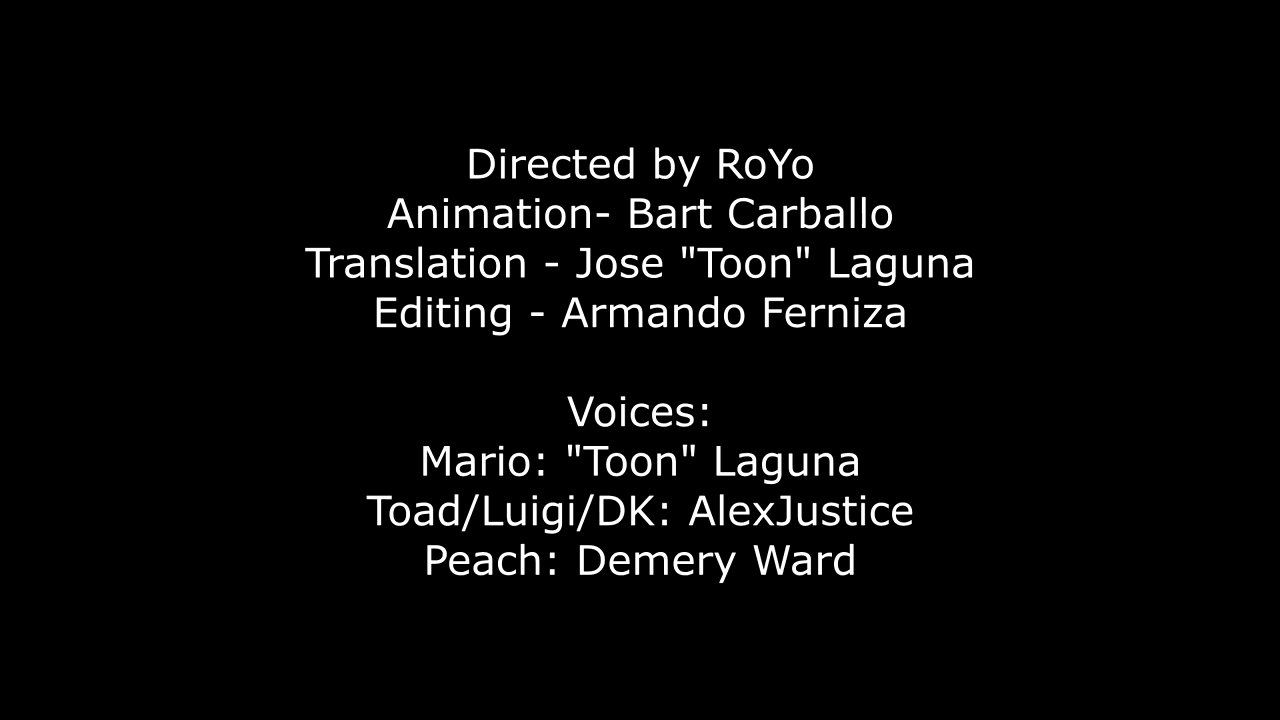 Directed by RoYo
Animation- Bart Carballo
Translation - Jose "Toon" Laguna
Editing - Armando Ferniza
Voices:
Mario: "Toon" Laguna
Toad/Luigi/DK: AlexJustice
Peach: Demery Ward